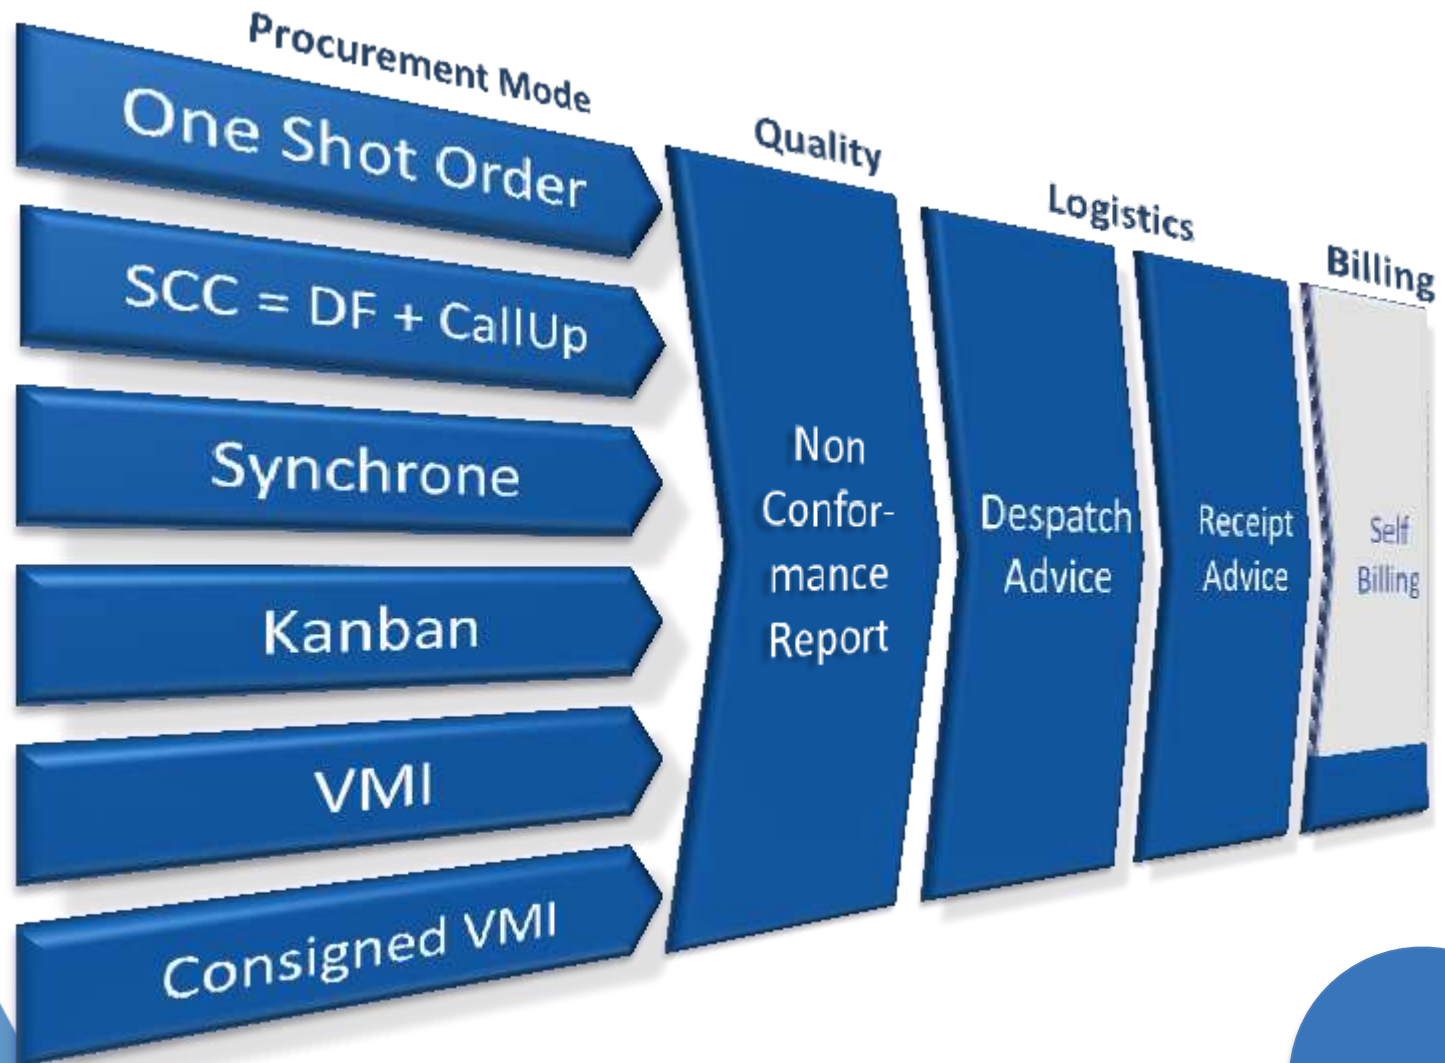 Procurement Mode
One Shot Order
SCC = DF + CallUp
Synchrone
Kanban
VMI
Consigned VMI
Quality
Non
Confor-
mance
Report
Logistics
Despatch
Advice
Receipt
Advice
Billing
Self
Billing